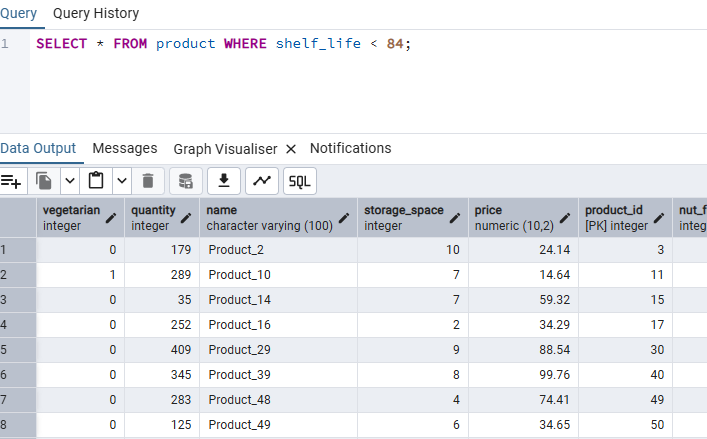 Query Query History
1 SELECT * FROM product WHERE shelf_life < 84;
Data Output Messages Graph Visualiser × Notifications
SQL
vegetarian quantity name storage_space price product_id nut_f
integer integer character varying (100) integer numeric (10,2) [PK] integer integ
1 0 179 Product_2 10 24.14 3
2 1 289 Product_10 7 14.64 11
3 0 35 Product_14 7 59.32 15
4 0 252 Product_16 2 34.29 17
5 0 409 Product_29 9 88.54 30
6 0 345 Product_39 8 99.76 40
7 0 283 Product_48 4 74.41 49
8 0 125 Product_49 6 34.65 50